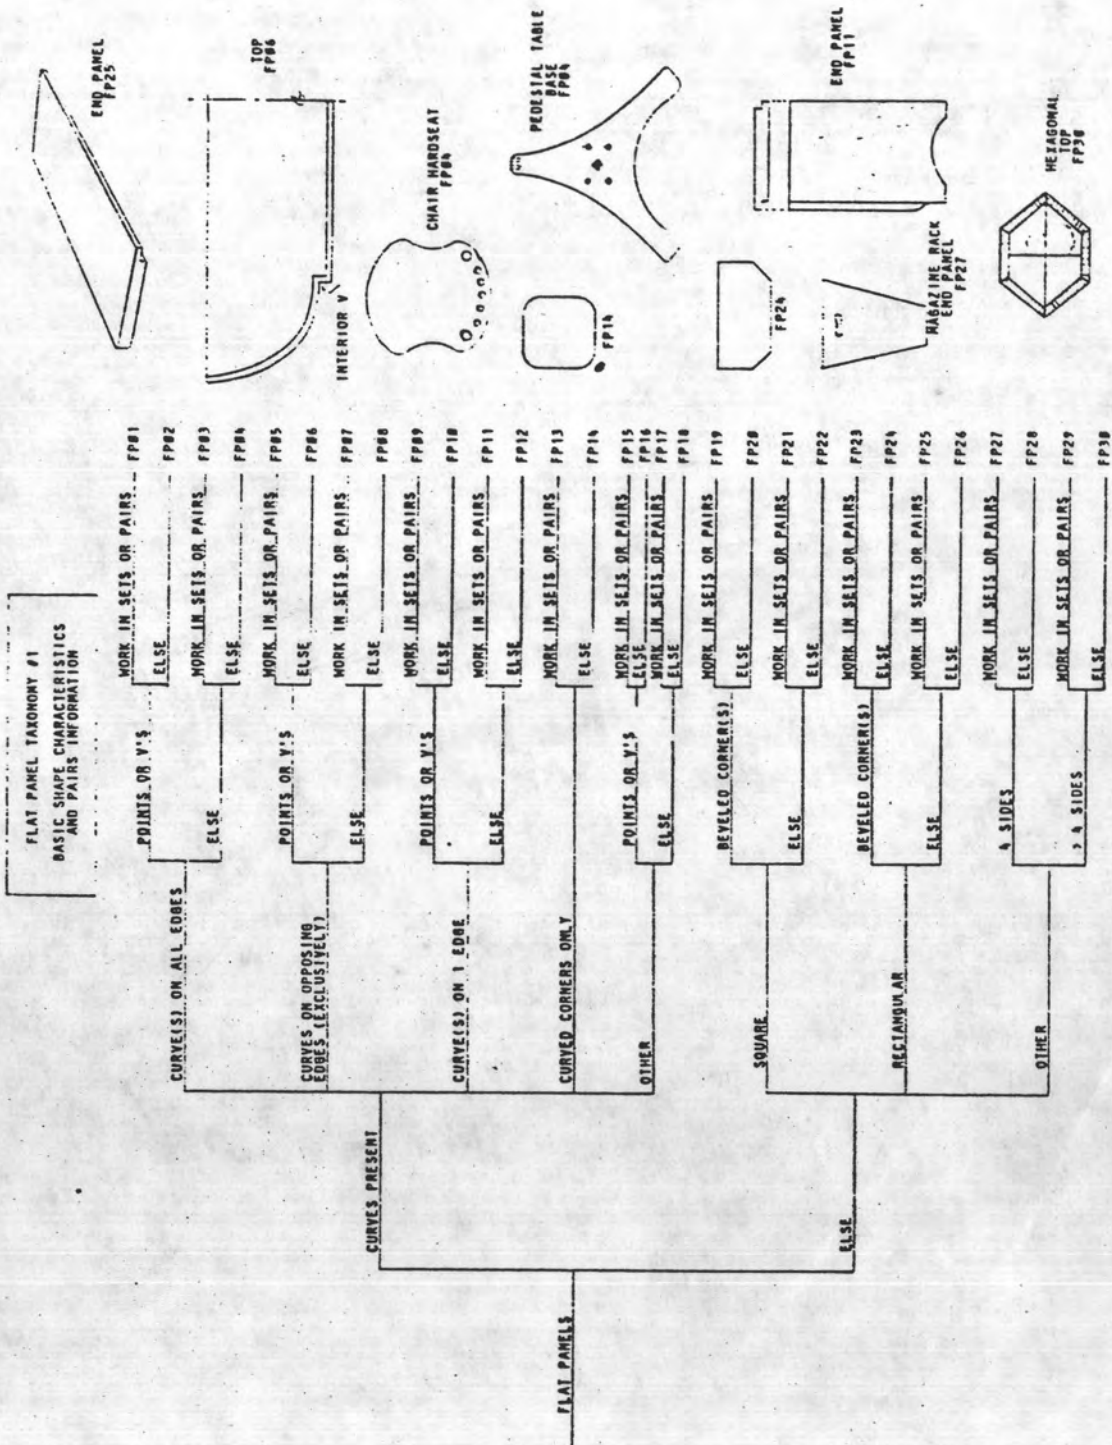 FLAT PANEL TAXONOMY #1
BASIC SHAPE CHARACTERISTICS
AND PAIRS INFORMATION
FLAT PANELS
CURVES PRESENT
ELSE
CURVE(S) ON ALL EDGES
CURVES ON OPPOSING
EDGES (EXCLUSIVELY)
CURVE(S) ON 1 EDGE
CURVED CORNERS ONLY
OTHER
SQUARE
RECTANGULAR
OTHER
POINTS OR V'S
ELSE
POINTS OR V'S
ELSE
POINTS OR V'S
ELSE
POINTS OR V'S
ELSE
BEVELED CORNER(S)
ELSE
BEVELED CORNER(S)
ELSE
4 SIDES
> 4 SIDES
WORK IN SETS OR PAIRS FP01
ELSE FP02
WORK IN SETS OR PAIRS FP03
ELSE FP04
WORK IN SETS OR PAIRS FP05
ELSE FP06
WORK IN SETS OR PAIRS FP07
ELSE FP08
WORK IN SETS OR PAIRS FP09
ELSE FP10
WORK IN SETS OR PAIRS FP11
ELSE FP12
WORK IN SETS OR PAIRS FP13
ELSE FP14
WORK IN SETS OR PAIRS FP15
ELSE FP16
WORK IN SETS OR PAIRS FP17
ELSE FP18
WORK IN SETS OR PAIRS FP19
ELSE FP20
WORK IN SETS OR PAIRS FP21
ELSE FP22
WORK IN SETS OR PAIRS FP23
ELSE FP24
WORK IN SETS OR PAIRS FP25
ELSE FP26
WORK IN SETS OR PAIRS FP27
ELSE FP28
WORK IN SETS OR PAIRS FP29
ELSE FP30
END PANEL
FP25
TOP
FP06
INTERIOR V
CHAIR HARDSEAT
FP04
PEDESTAL TABLE
BASE
FP04
FP14
END PANEL
FP11
FP24
MAGAZINE RACK
END PANEL
FP27
HEXAGONAL
TOP
FP30